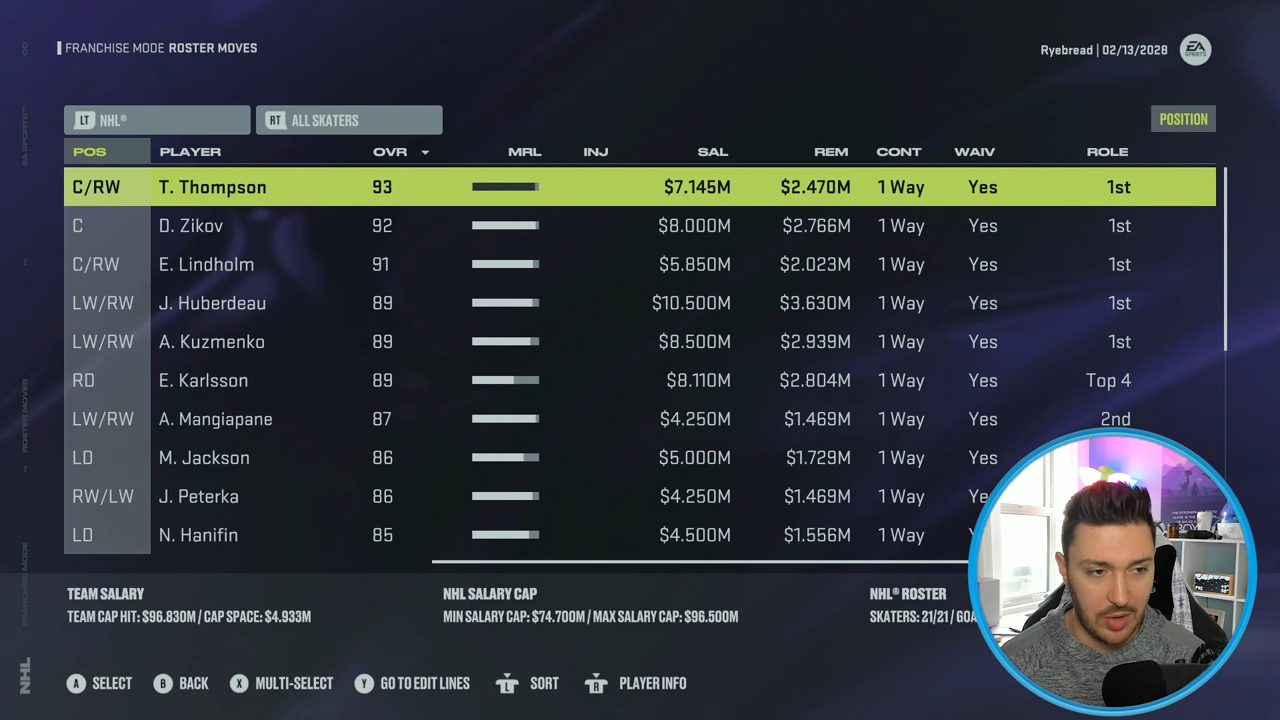 FRANCHISE MODE ROSTER MOVES
Ryebread | 02/13/2028
EA SPORTS
LT NHL® RT ALL SKATERS
POSITION
POS PLAYER OVR MRL INJ SAL REM CONT WAIV ROLE
C/RW T. Thompson 93 $7.145M $2.470M 1 Way Yes 1st
C D. Zikov 92 $8.000M $2.766M 1 Way Yes 1st
C/RW E. Lindholm 91 $5.850M $2.023M 1 Way Yes 1st
LW/RW J. Huberdeau 89 $10.500M $3.630M 1 Way Yes 1st
LW/RW A. Kuzmenko 89 $8.500M $2.939M 1 Way Yes 1st
RD E. Karlsson 89 $8.110M $2.804M 1 Way Yes Top 4
LW/RW A. Mangiapane 87 $4.250M $1.469M 1 Way Yes 2nd
LD M. Jackson 86 $5.000M $1.729M 1 Way Yes
RW/LW J. Peterka 86 $4.250M $1.469M 1 Way Ye
LD N. Hanifin 85 $4.500M $1.556M 1 Way
TEAM SALARY
TEAM CAP HIT: $96.830M / CAP SPACE: $4.933M
NHL SALARY CAP
MIN SALARY CAP: $74.700M / MAX SALARY CAP: $96.500M
NHL® ROSTER
SKATERS: 21/21 / GOA
A SELECT B BACK X MULTI-SELECT Y GO TO EDIT LINES L SORT R PLAYER INFO
NHL
ROSTER MOVES
FRANCHISE MODE